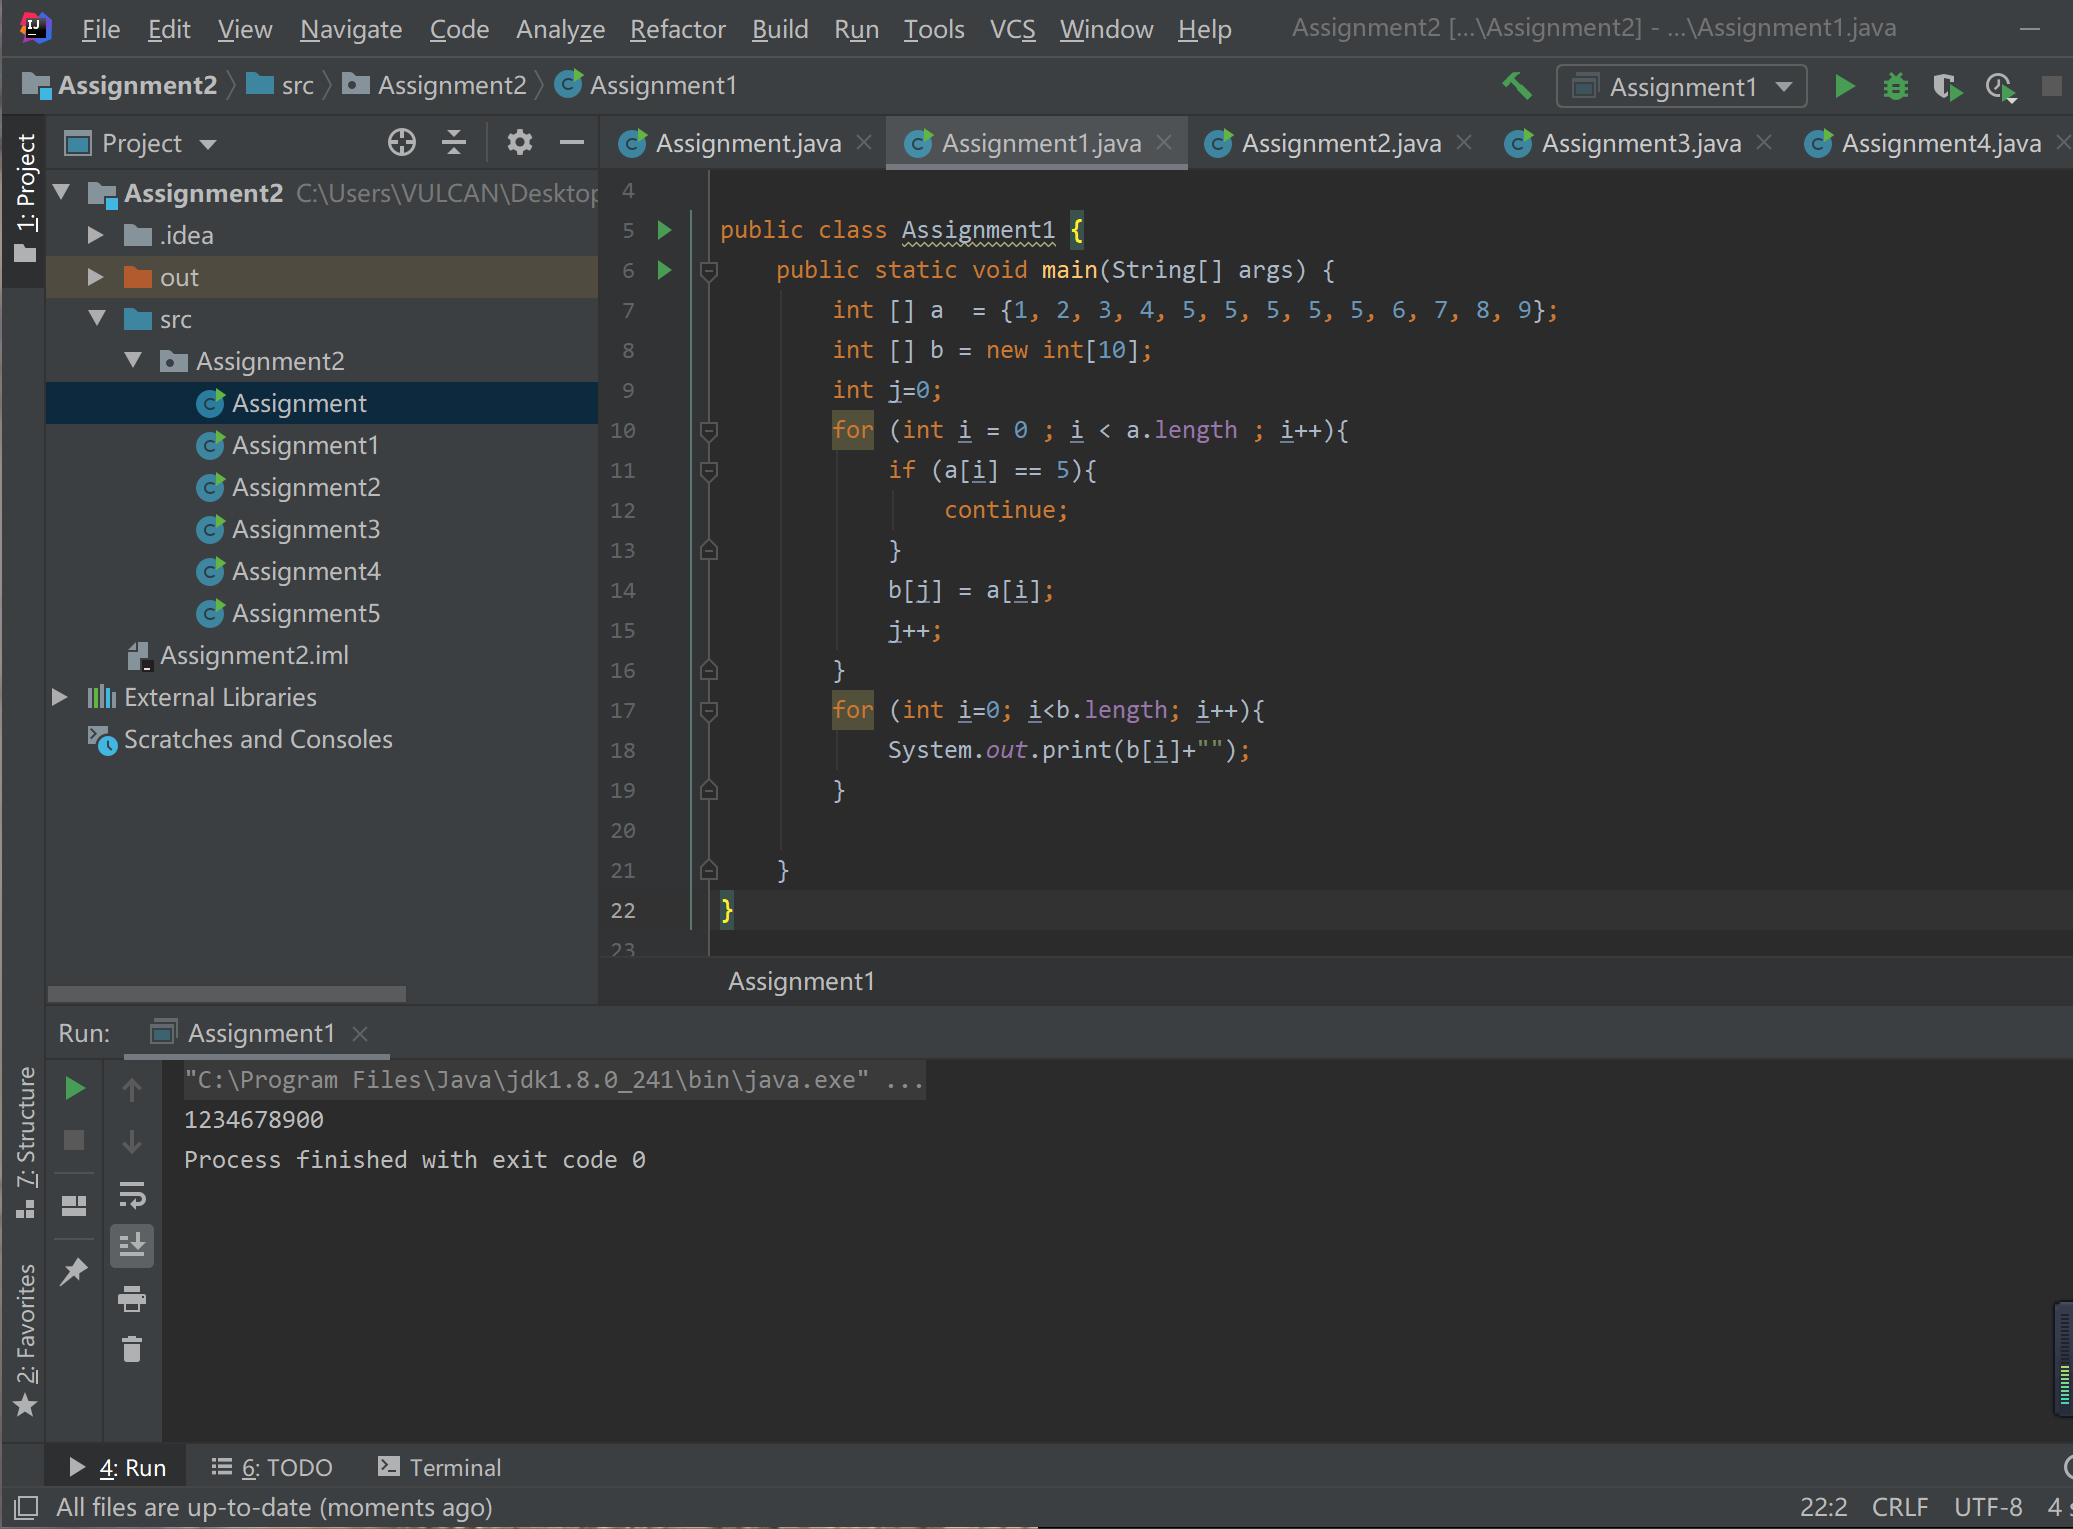 File Edit View Navigate Code Analyze Refactor Build Run Tools VCS Window Help Assignment2 [...\Assignment2] - ...\Assignment1.java
Assignment2 src Assignment2 Assignment1 Assignment1
1: Project
Project
Assignment.java Assignment1.java Assignment2.java Assignment3.java Assignment4.java
Assignment2 C:\Users\VULCAN\Desktop
.idea
out
src
Assignment2
Assignment
Assignment1
Assignment2
Assignment3
Assignment4
Assignment5
Assignment2.iml
External Libraries
Scratches and Consoles
4
5 public class Assignment1 {
6 public static void main(String[] args) {
7 int [] a  = {1, 2, 3, 4, 5, 5, 5, 5, 5, 6, 7, 8, 9};
8 int [] b = new int[10];
9 int j=0;
10 for (int i = 0 ; i < a.length ; i++){
11 if (a[i] == 5){
12 continue;
13 }
14 b[j] = a[i];
15 j++;
16 }
17 for (int i=0; i<b.length; i++){
18 System.out.print(b[i]+"");
19 }
20
21 }
22 }
23
Assignment1
Run: Assignment1
"C:\Program Files\Java\jdk1.8.0_241\bin\java.exe" ...
1234678900
Process finished with exit code 0
7: Structure
2: Favorites
4: Run 6: TODO Terminal
All files are up-to-date (moments ago) 22:2 CRLF UTF-8 4